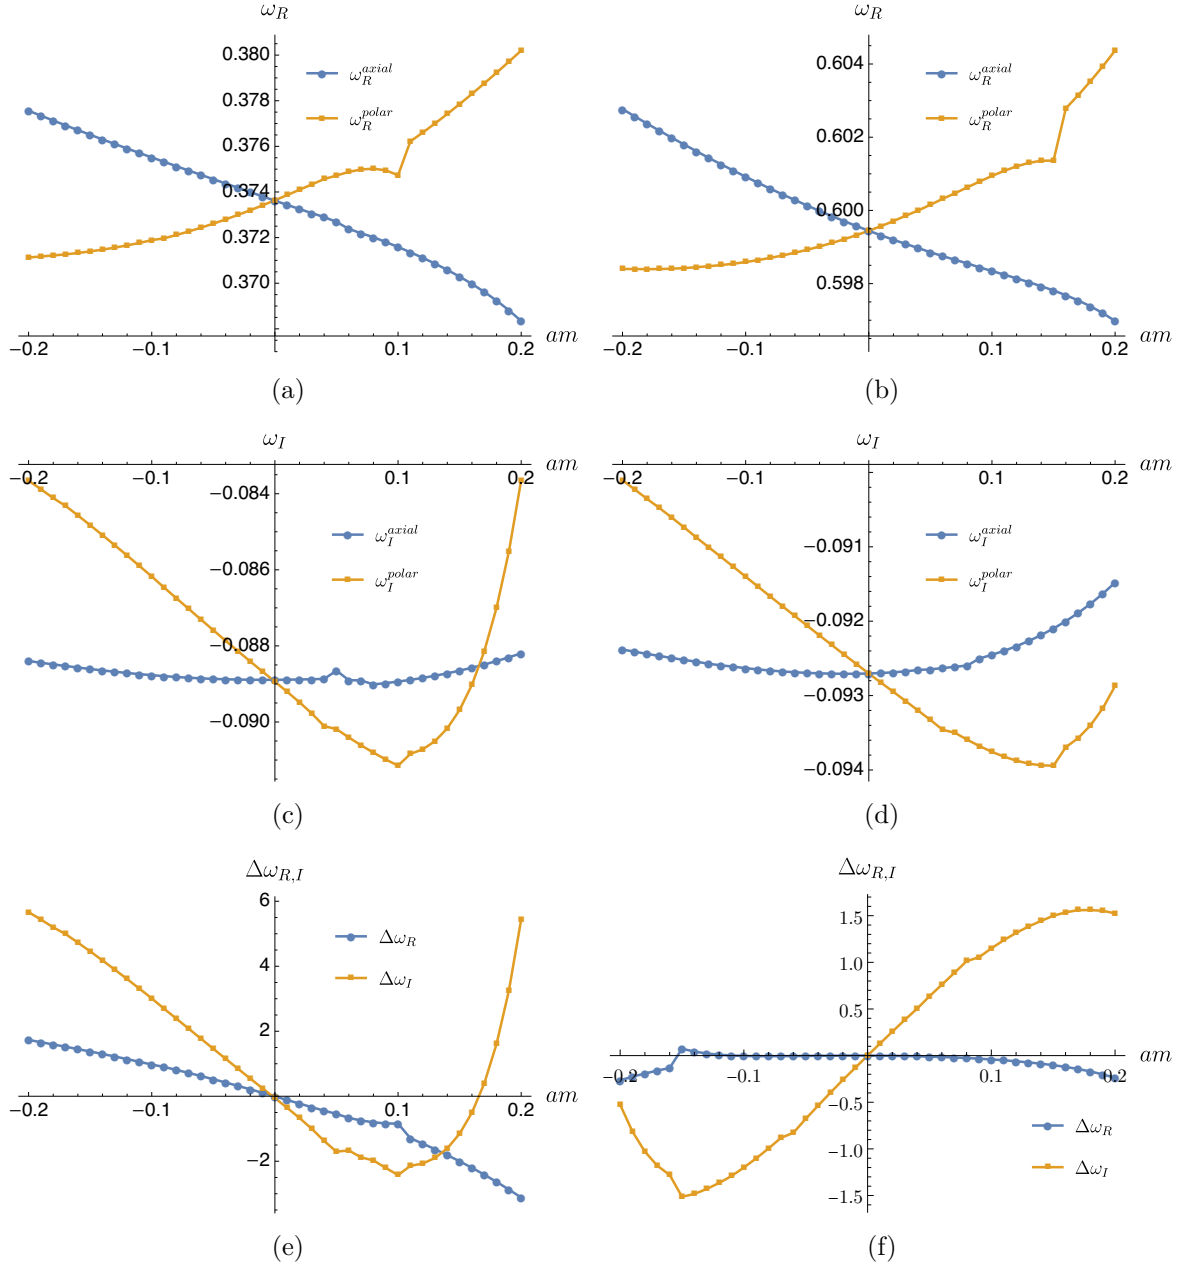 ω_R
0.380
0.378
0.376
0.374
0.372
0.370
−0.2
−0.1
0.1
0.2
am
ω_R^{axial}
ω_R^{polar}
(a)
ω_R
0.604
0.602
0.600
0.598
−0.2
−0.1
0.1
0.2
am
ω_R^{axial}
ω_R^{polar}
(b)
ω_I
am
−0.2
−0.1
0.1
0.2
−0.084
−0.086
−0.088
−0.090
ω_I^{axial}
ω_I^{polar}
(c)
ω_I
am
−0.2
−0.1
0.1
0.2
−0.091
−0.092
−0.093
−0.094
ω_I^{axial}
ω_I^{polar}
(d)
Δω_{R,I}
6
4
2
−2
−0.2
−0.1
0.1
0.2
am
Δω_R
Δω_I
(e)
Δω_{R,I}
1.5
1.0
0.5
−0.5
−1.0
−1.5
−0.2
−0.1
0.1
0.2
am
Δω_R
Δω_I
(f)